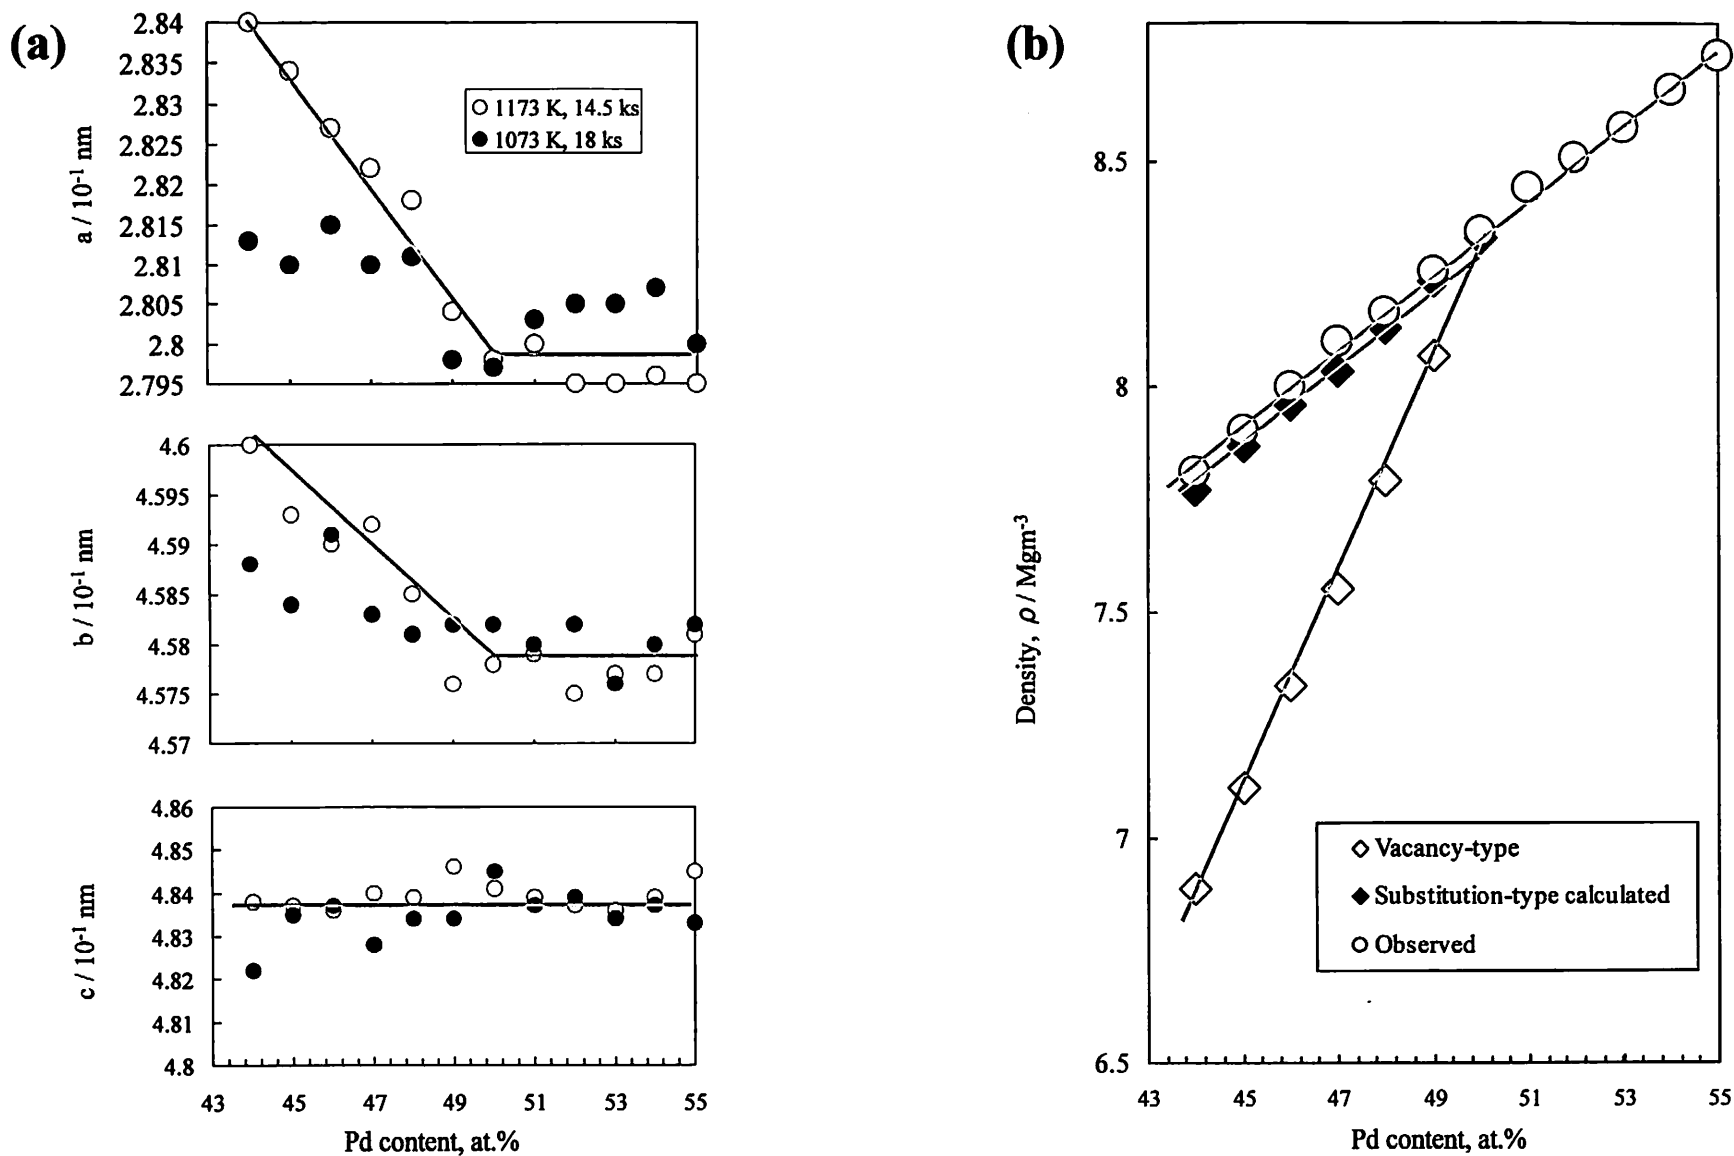 (a)
2.84
2.835
2.83
2.825
2.82
2.815
2.81
2.805
2.8
2.795
a / 10⁻¹ nm
1173 K, 14.5 ks
1073 K, 18 ks
4.6
4.595
4.59
4.585
4.58
4.575
4.57
b / 10⁻¹ nm
4.86
4.85
4.84
4.83
4.82
4.81
4.8
c / 10⁻¹ nm
43 45 47 49 51 53 55
Pd content, at.%
(b)
8.5
8
7.5
7
6.5
Density, ρ / Mgm⁻³
Vacancy-type
Substitution-type calculated
Observed
43 45 47 49 51 53 55
Pd content, at.%